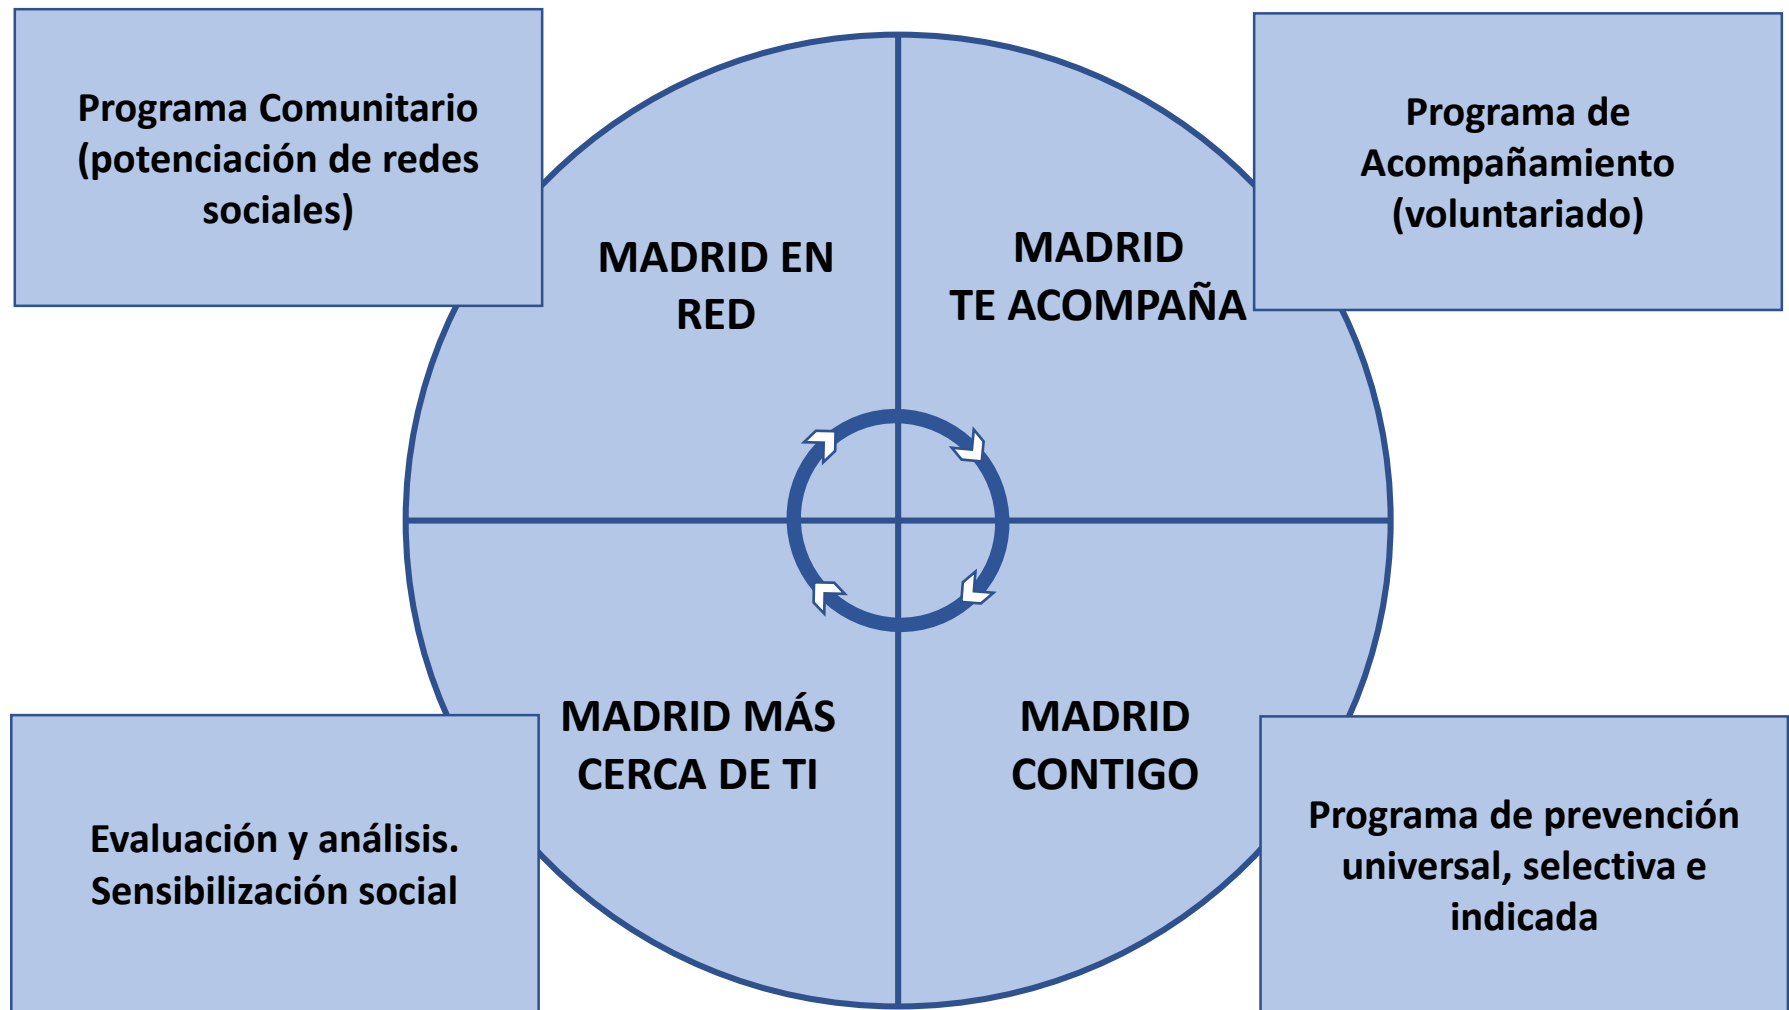 Programa Comunitario
(potenciación de redes
sociales)
Programa de
Acompañamiento
(voluntariado)
MADRID EN
RED
MADRID
TE ACOMPAÑA
MADRID MÁS
CERCA DE TI
MADRID
CONTIGO
Evaluación y análisis.
Sensibilización social
Programa de prevención
universal, selectiva e
indicada